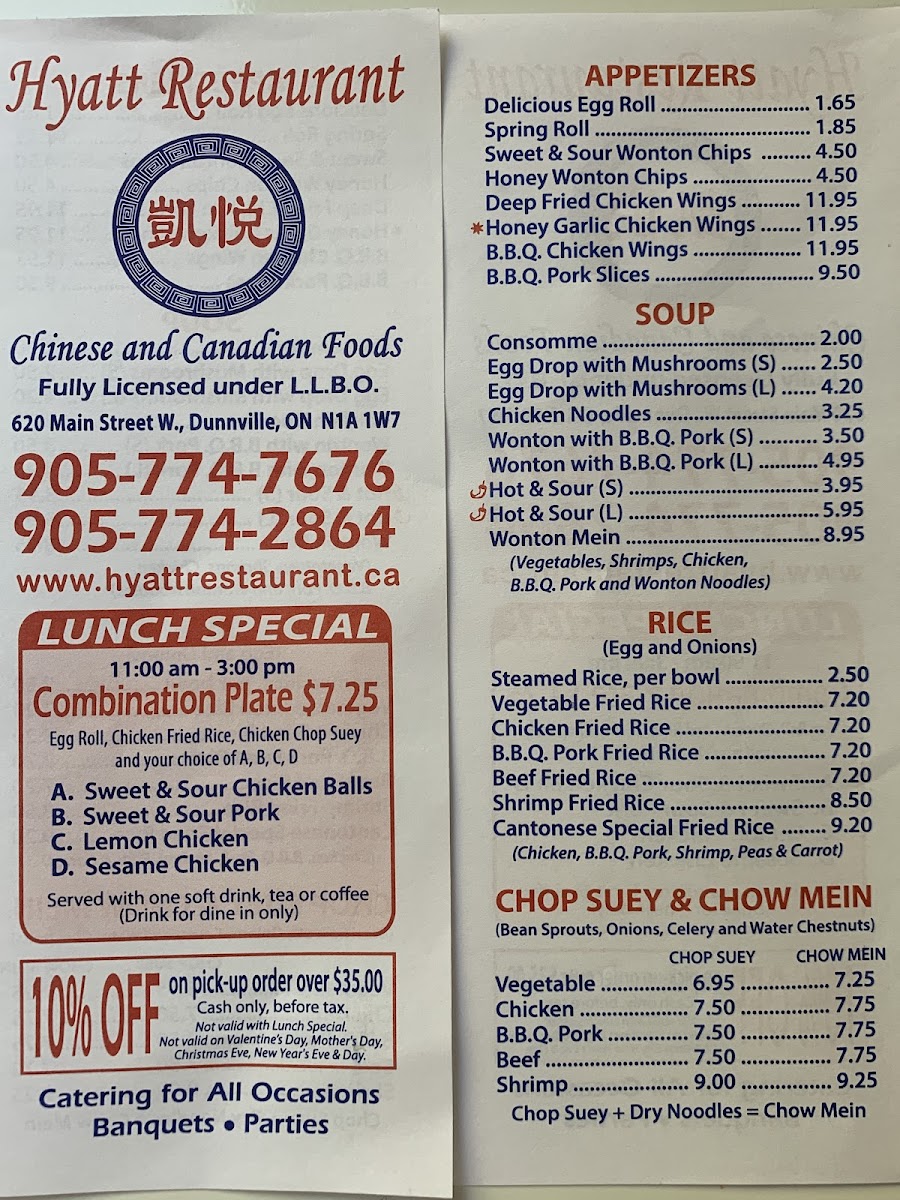 Hyatt Restaurant
凱悦
Chinese and Canadian Foods
Fully Licensed under L.L.B.O.
620 Main Street W., Dunnville, ON N1A 1W7
905-774-7676
905-774-2864
www.hyattrestaurant.ca
LUNCH SPECIAL
11:00 am - 3:00 pm
Combination Plate $7.25
Egg Roll, Chicken Fried Rice, Chicken Chop Suey
and your choice of A, B, C, D
A. Sweet & Sour Chicken Balls
B. Sweet & Sour Pork
C. Lemon Chicken
D. Sesame Chicken
Served with one soft drink, tea or coffee
(Drink for dine in only)
10% OFF on pick-up order over $35.00
Cash only, before tax.
Not valid with Lunch Special.
Not valid on Valentine's Day, Mother's Day,
Christmas Eve, New Year's Eve & Day.
Catering for All Occasions
Banquets • Parties
APPETIZERS
Delicious Egg Roll ............................ 1.65
Spring Roll ...................................... 1.85
Sweet & Sour Wonton Chips ......... 4.50
Honey Wonton Chips ..................... 4.50
Deep Fried Chicken Wings .......... 11.95
*Honey Garlic Chicken Wings ....... 11.95
B.B.Q. Chicken Wings ................... 11.95
B.B.Q. Pork Slices ............................ 9.50
SOUP
Consomme ..................................... 2.00
Egg Drop with Mushrooms (S) ...... 2.50
Egg Drop with Mushrooms (L) ...... 4.20
Chicken Noodles ............................ 3.25
Wonton with B.B.Q. Pork (S) .......... 3.50
Wonton with B.B.Q. Pork (L) .......... 4.95
Hot & Sour (S) ................................ 3.95
Hot & Sour (L) ................................ 5.95
Wonton Mein ................................. 8.95
(Vegetables, Shrimps, Chicken,
B.B.Q. Pork and Wonton Noodles)
RICE
(Egg and Onions)
Steamed Rice, per bowl ................. 2.50
Vegetable Fried Rice ...................... 7.20
Chicken Fried Rice .......................... 7.20
B.B.Q. Pork Fried Rice ..................... 7.20
Beef Fried Rice ................................ 7.20
Shrimp Fried Rice ........................... 8.50
Cantonese Special Fried Rice ........ 9.20
(Chicken, B.B.Q. Pork, Shrimp, Peas & Carrot)
CHOP SUEY & CHOW MEIN
(Bean Sprouts, Onions, Celery and Water Chestnuts)
CHOP SUEY CHOW MEIN
Vegetable ............... 6.95 ................ 7.25
Chicken ................... 7.50 ................ 7.75
B.B.Q. Pork .............. 7.50 ................ 7.75
Beef ......................... 7.50 ................ 7.75
Shrimp .................... 9.00 ................ 9.25
Chop Suey + Dry Noodles = Chow Mein